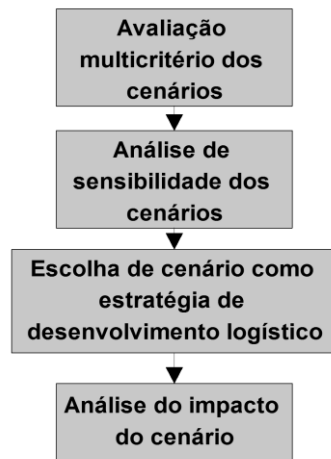 Avaliação
multicritério dos
cenários
Análise de
sensibilidade dos
cenários
Escolha de cenário como
estratégia de
desenvolvimento logístico
Análise do impacto
do cenário